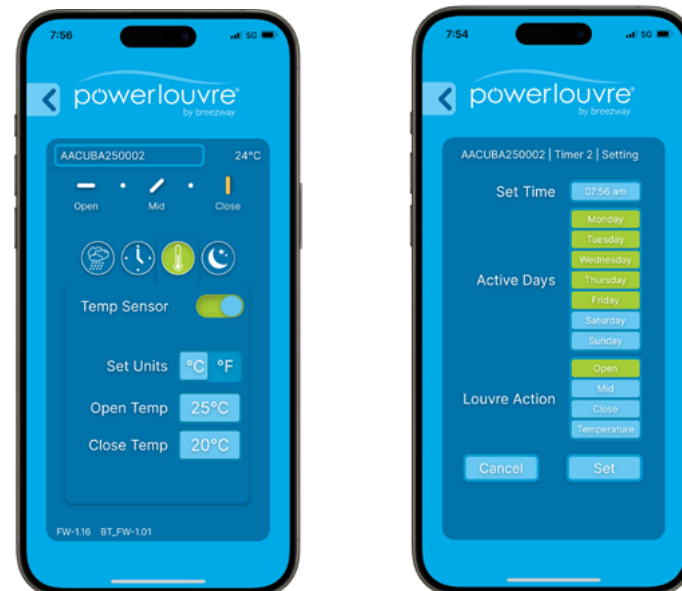 7:56
5G
powerlouvre®
by breezway
AACUBA250002
24°C
Open
Mid
Close
Temp Sensor
Set Units
°C
°F
Open Temp
25°C
Close Temp
20°C
FW-1.16 BT_FW-1.01
7:54
5G
powerlouvre®
by breezway
AACUBA250002 | Timer 2 | Setting
Set Time
07:56 am
Active Days
Monday
Tuesday
Wednesday
Thursday
Friday
Saturday
Sunday
Louvre Action
Open
Mid
Close
Temperature
Cancel
Set